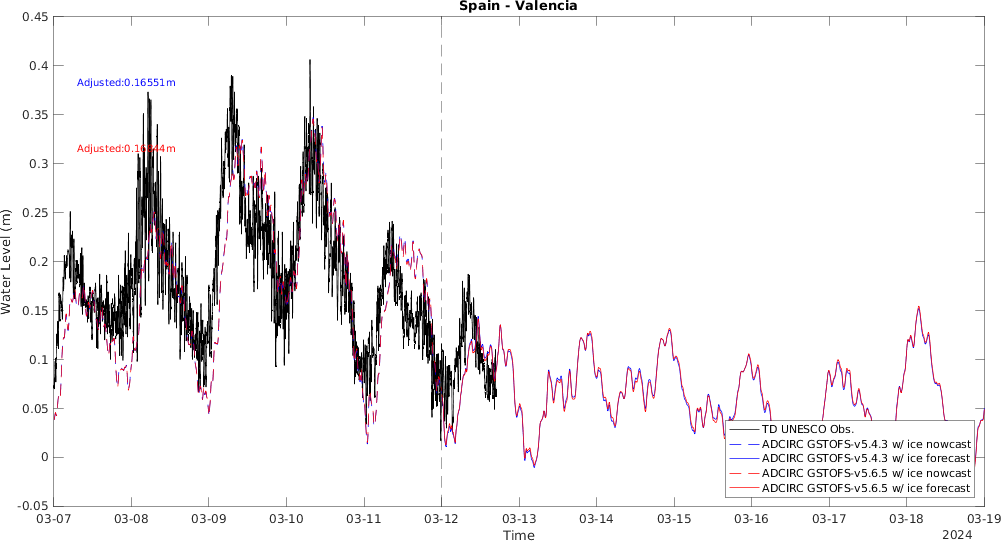 Spain - Valencia
0.45
0.4
0.35
0.3
0.25
0.2
0.15
0.1
0.05
0
-0.05
Water Level (m)
Adjusted:0.16551m
TD UNESCO Obs.
ADCIRC GSTOFS-v5.4.3 w/ ice nowcast
ADCIRC GSTOFS-v5.4.3 w/ ice forecast
ADCIRC GSTOFS-v5.6.5 w/ ice nowcast
ADCIRC GSTOFS-v5.6.5 w/ ice forecast
03-07 03-08 03-09 03-10 03-11 03-12 03-13 03-14 03-15 03-16 03-17 03-18 03-19
Time
2024